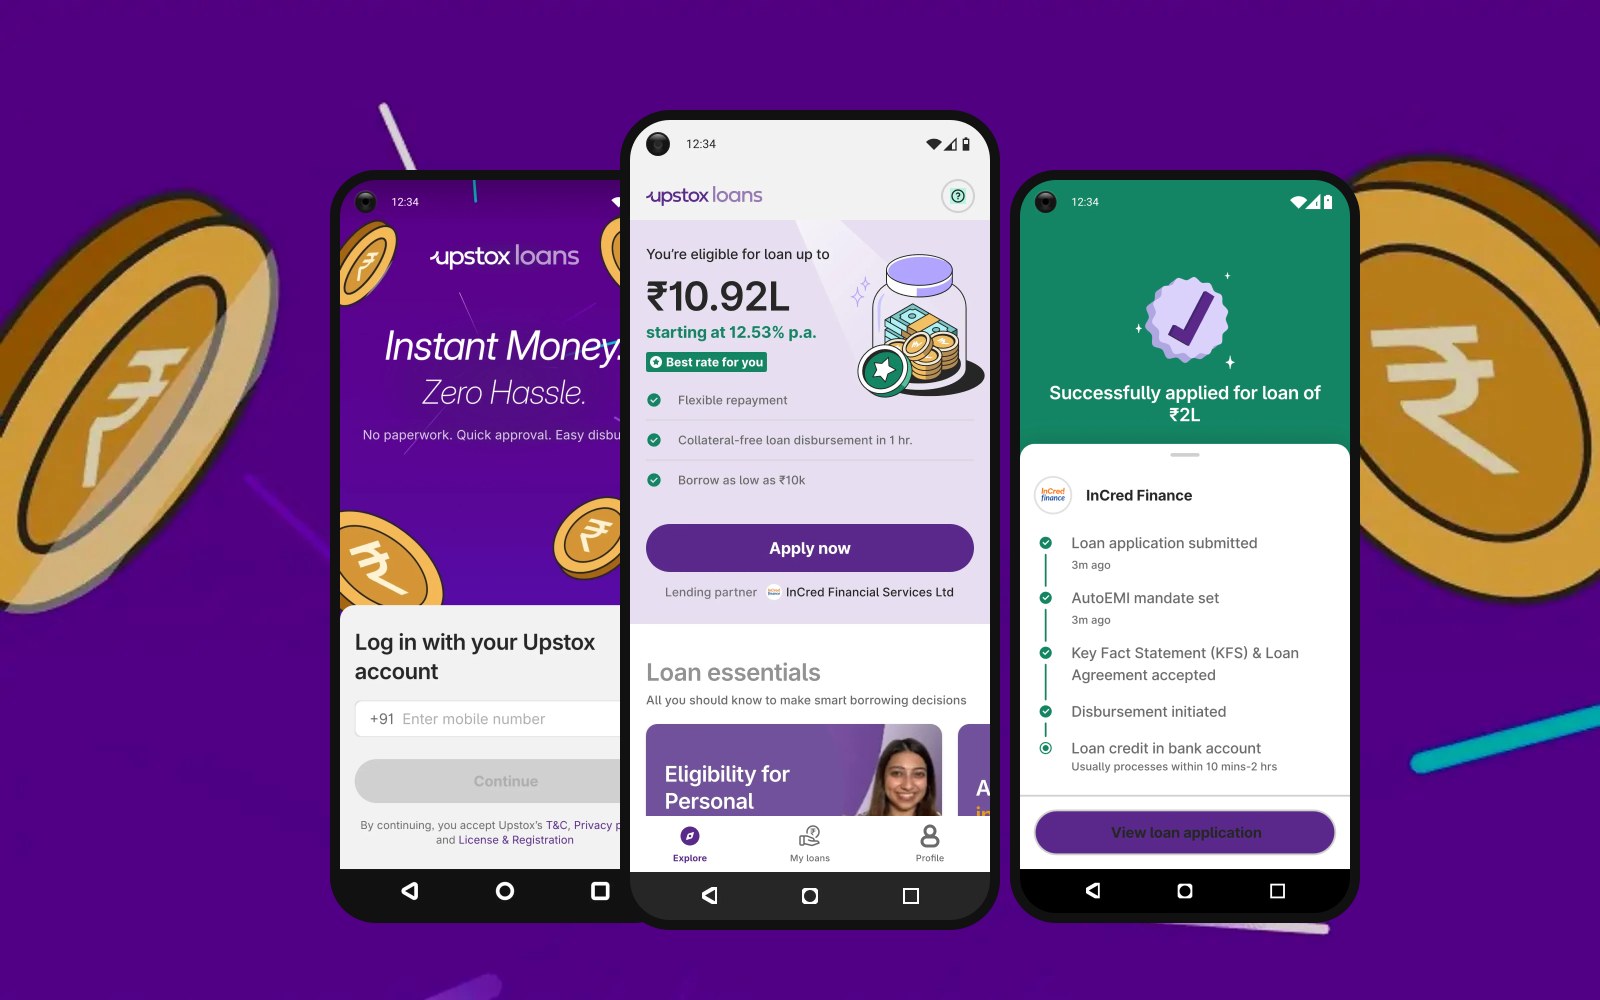 12:34
upstox loans
Instant Money.
Zero Hassle.
No paperwork. Quick approval. Easy
Log in with your Upstox
account
+91 Enter mobile number
Continue
By continuing, you accept Upstox's T&C, Privacy
and License & Registration
12:34
upstox loans
You're eligible for loan up to
₹10.92L
starting at 12.53% p.a.
Best rate for you
Flexible repayment
Collateral-free loan disbursement in 1 hr.
Borrow as low as ₹10k
Apply now
Lending partner InCred finance InCred Financial Services Ltd
Loan essentials
All you should know to make smart borrowing decisions
Eligibility for
Personal
Explore
My loans
Profile
12:34
Successfully applied for loan of
₹2L
InCred
finance
InCred Finance
Loan application submitted
3m ago
AutoEMI mandate set
3m ago
Key Fact Statement (KFS) & Loan
Agreement accepted
Disbursement initiated
Loan credit in bank account
Usually processes within 10 mins-2 hrs
View loan application